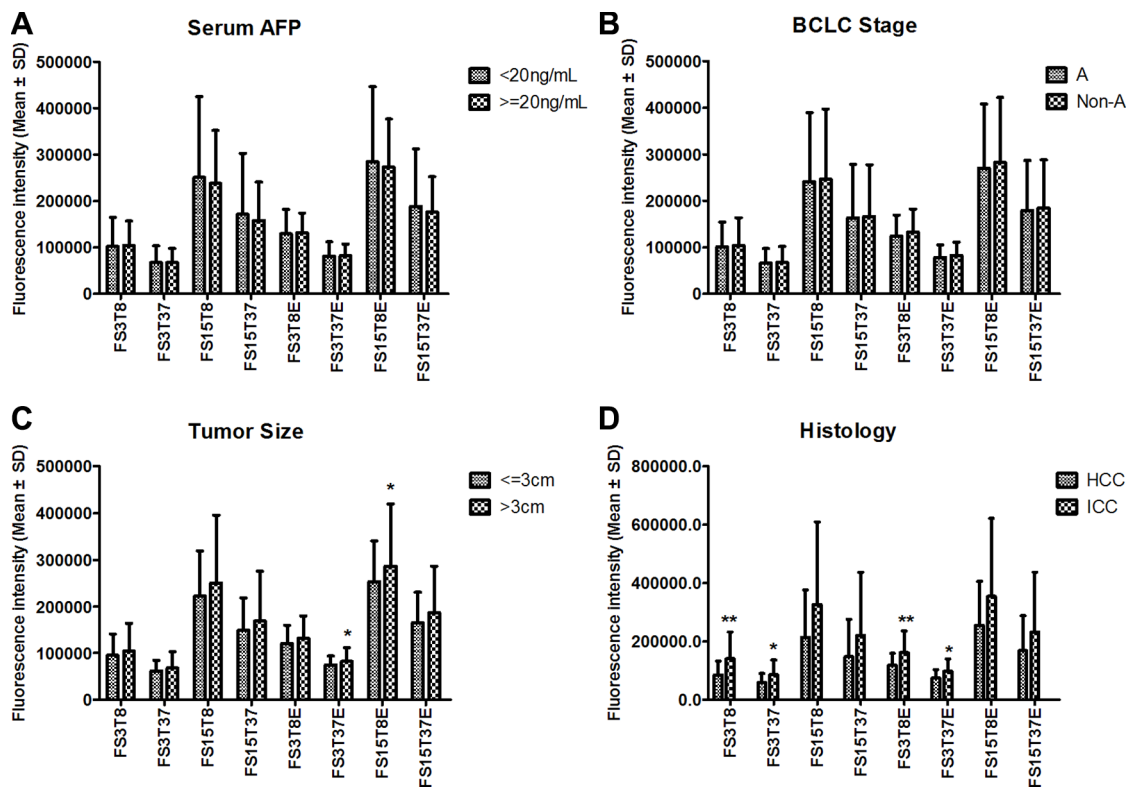 A
Serum AFP
Fluorescence intensity (Mean ± SD)
500000
400000
300000
200000
100000
0
FS3T8
FS3T37
FS15T8
FS15T37
FS3T8E
FS3T37E
FS15T8E
FS15T37E
<20ng/mL
>=20ng/mL
B
BCLC Stage
Fluorescence intensity (Mean ± SD)
500000
400000
300000
200000
100000
0
FS3T8
FS3T37
FS15T8
FS15T37
FS3T8E
FS3T37E
FS15T8E
FS15T37E
A
Non-A
C
Tumor Size
Fluorescence intensity (Mean ± SD)
500000
400000
300000
200000
100000
0
*
*
FS3T8
FS3T37
FS15T8
FS15T37
FS3T8E
FS3T37E
FS15T8E
FS15T37E
<=3cm
>3cm
D
Histology
Fluorescence intensity (Mean ± SD)
800000.0
600000.0
400000.0
200000.0
0.0
**
*
**
*
FS3T8
FS3T37
FS15T8
FS15T37
FS3T8E
FS3T37E
FS15T8E
FS15T37E
HCC
ICC